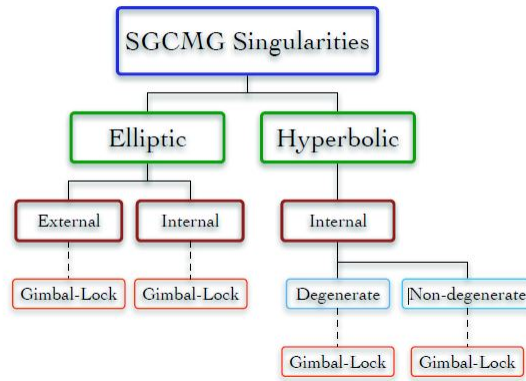 SGCMG Singularities
Elliptic
Hyperbolic
External
Internal
Internal
Gimbal-Lock
Gimbal-Lock
Degenerate
Non-degenerate
Gimbal-Lock
Gimbal-Lock